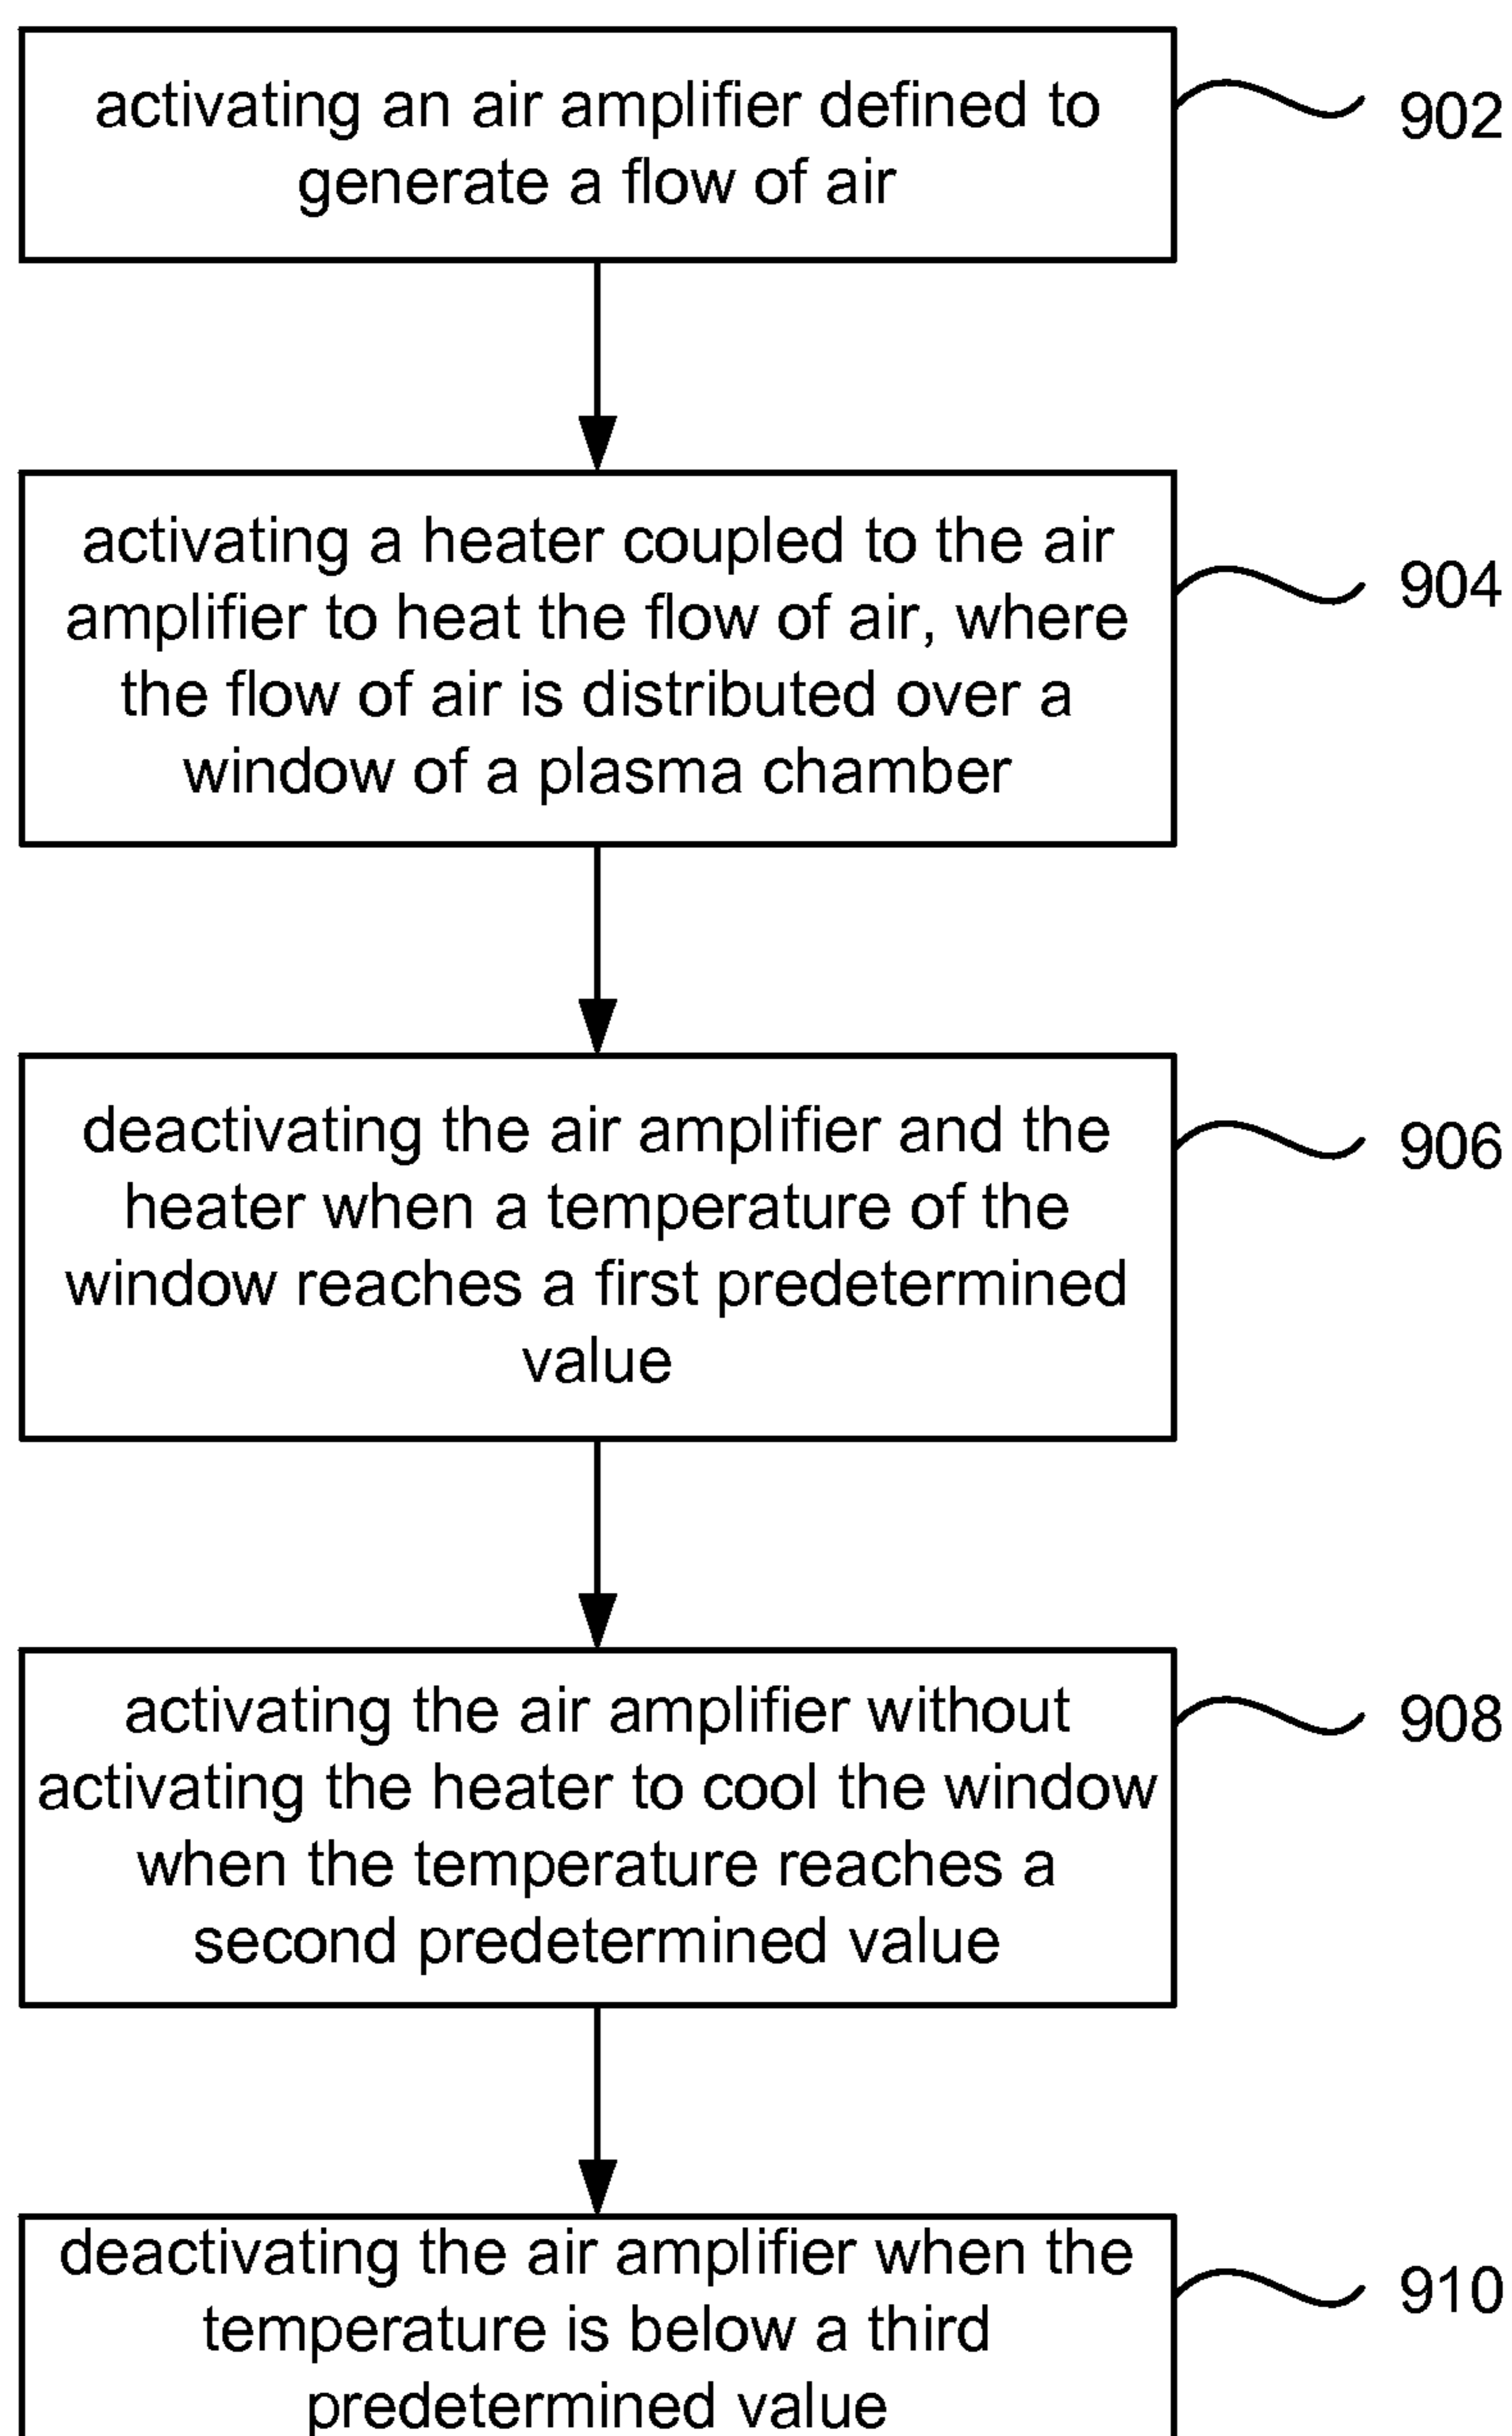 activating an air amplifier defined to
generate a flow of air
902
activating a heater coupled to the air
amplifier to heat the flow of air, where
the flow of air is distributed over a
window of a plasma chamber
904
deactivating the air amplifier and the
heater when a temperature of the
window reaches a first predetermined
value
906
activating the air amplifier without
activating the heater to cool the window
when the temperature reaches a
second predetermined value
908
deactivating the air amplifier when the
temperature is below a third
predetermined value
910